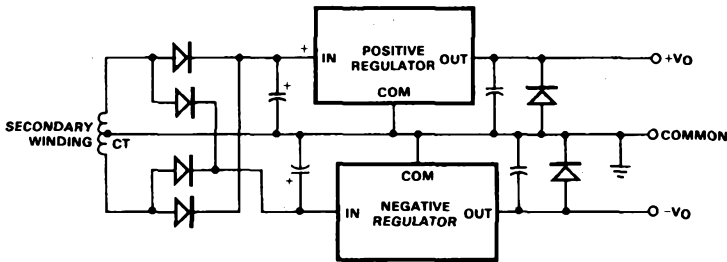 SECONDARY
WINDING
CT
+
+
IN
POSITIVE
REGULATOR
OUT
COM
+VO
COMMON
+
COM
IN
NEGATIVE
REGULATOR
OUT
−VO